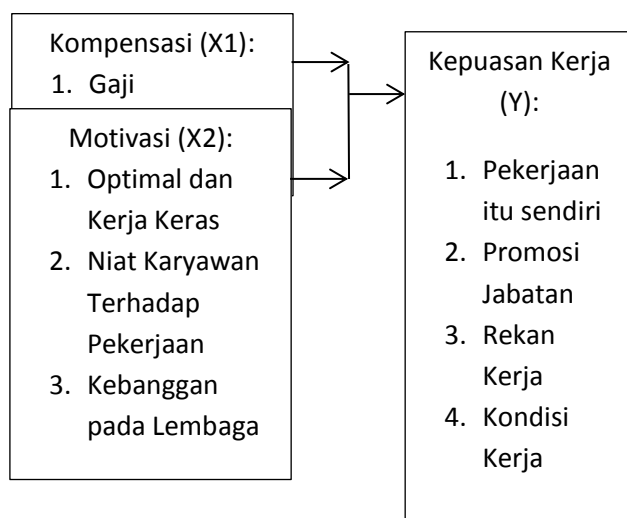 Kompensasi (X1):
1. Gaji
Motivasi (X2):
1. Optimal dan
Kerja Keras
2. Niat Karyawan
Terhadap
Pekerjaan
3. Kebanggan
pada Lembaga
Kepuasan Kerja
(Y):
1. Pekerjaan
itu sendiri
2. Promosi
Jabatan
3. Rekan
Kerja
4. Kondisi
Kerja